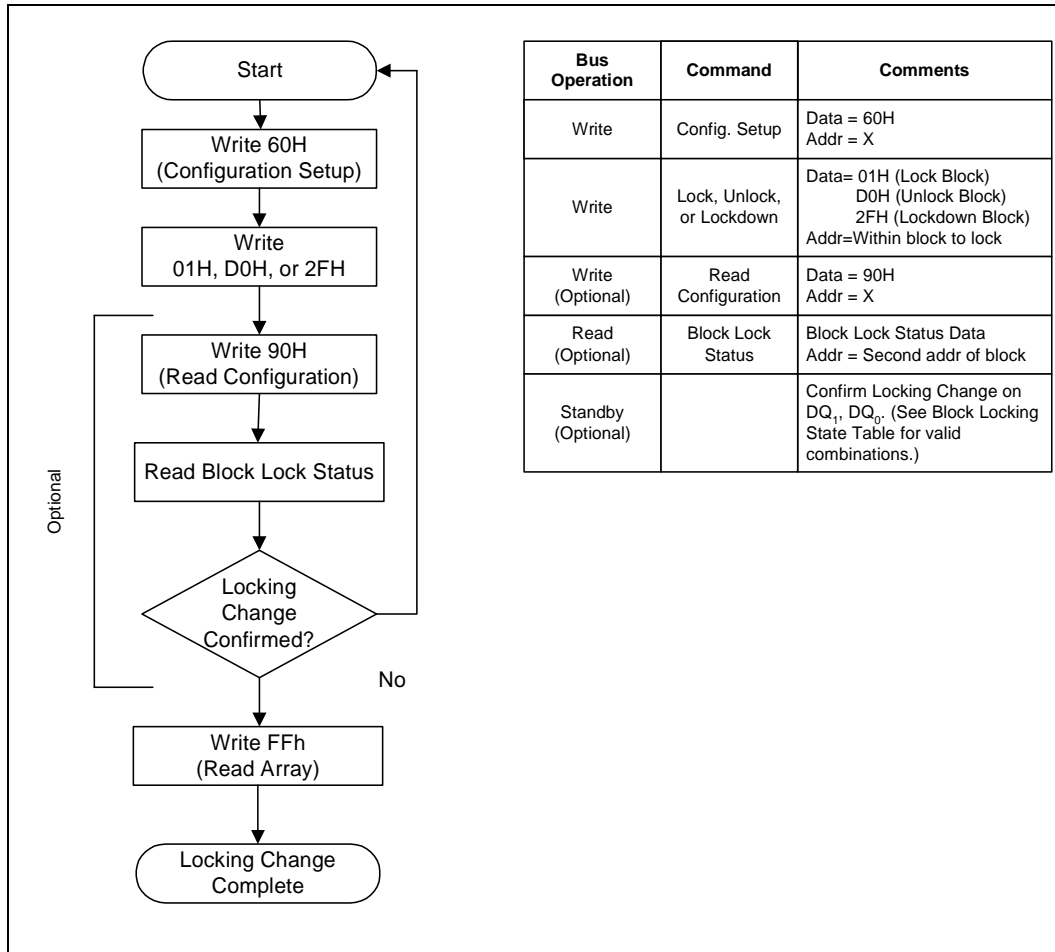 Start
Write 60H
(Configuration Setup)
Write
01H, D0H, or 2FH
Write 90H
(Read Configuration)
Read Block Lock Status
Optional
Locking
Change
Confirmed?
No
Write FFh
(Read Array)
Locking Change
Complete
Bus
Operation
Command
Comments
Write
Config. Setup
Data = 60H
Addr = X
Write
Lock, Unlock,
or Lockdown
Data= 01H (Lock Block)
D0H (Unlock Block)
2FH (Lockdown Block)
Addr=Within block to lock
Write
(Optional)
Read
Configuration
Data = 90H
Addr = X
Read
(Optional)
Block Lock
Status
Block Lock Status Data
Addr = Second addr of block
Standby
(Optional)
Confirm Locking Change on
DQ1, DQ0. (See Block Locking
State Table for valid
combinations.)